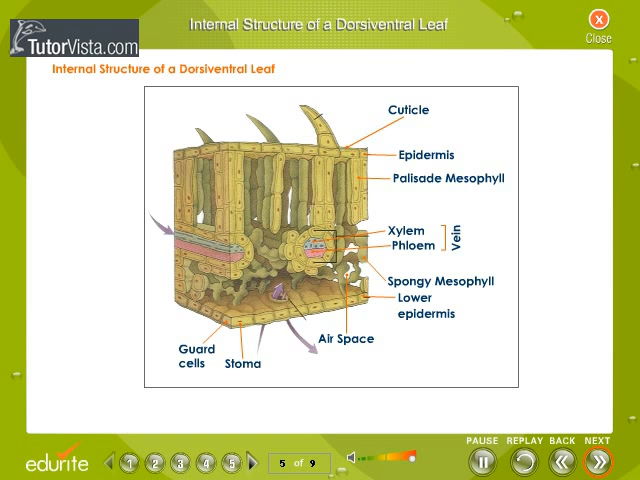 Internal Structure of a Dorsiventral Leaf
X
Close
TutorVista.com
Internal Structure of a Dorsiventral Leaf
Cuticle
Epidermis
Palisade Mesophyll
Xylem
Phloem
Vein
Spongy Mesophyll
Lower
epidermis
Air Space
Guard
cells
Stoma
PAUSE REPLAY BACK NEXT
edurite
1 2 3 4 5
5 of 9